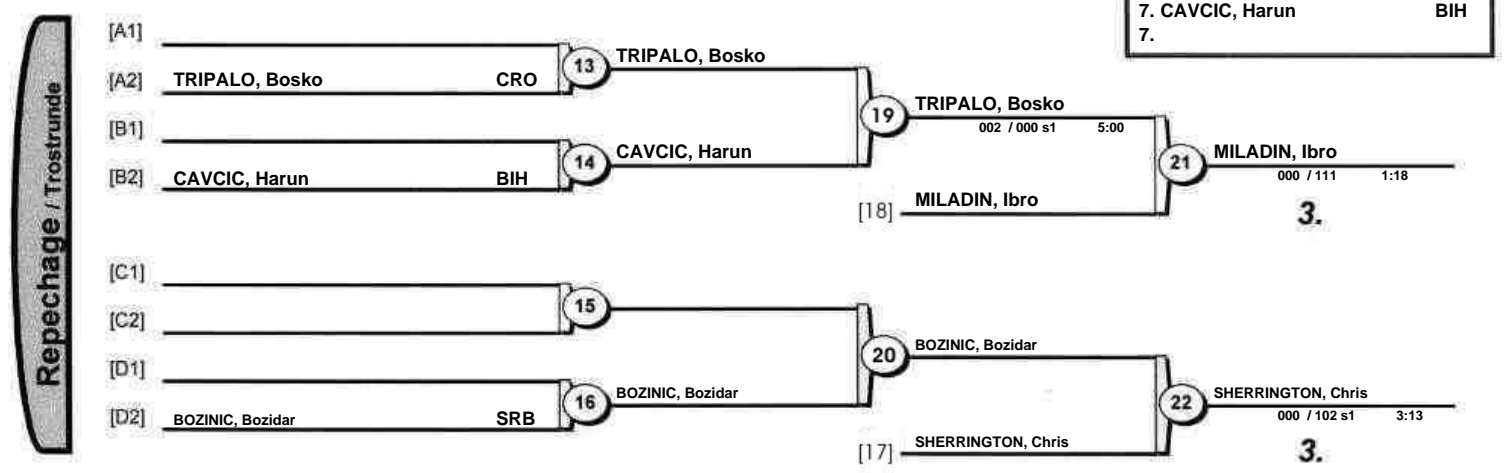 7. CAVCIC, Harun BIH
7.
Repechage / Trostrunde
[A1]
[A2] TRIPALO, Bosko CRO
13
TRIPALO, Bosko
[B1]
[B2] CAVCIC, Harun BIH
14
CAVCIC, Harun
19
TRIPALO, Bosko
002 / 000 s1 5:00
[18] MILADIN, Ibro
21
MILADIN, Ibro
000 / 111 1:18
3.
[C1]
[C2]
15
[D1]
[D2] BOZINIC, Bozidar SRB
16
BOZINIC, Bozidar
20
BOZINIC, Bozidar
[17] SHERRINGTON, Chris
22
SHERRINGTON, Chris
000 / 102 s1 3:13
3.